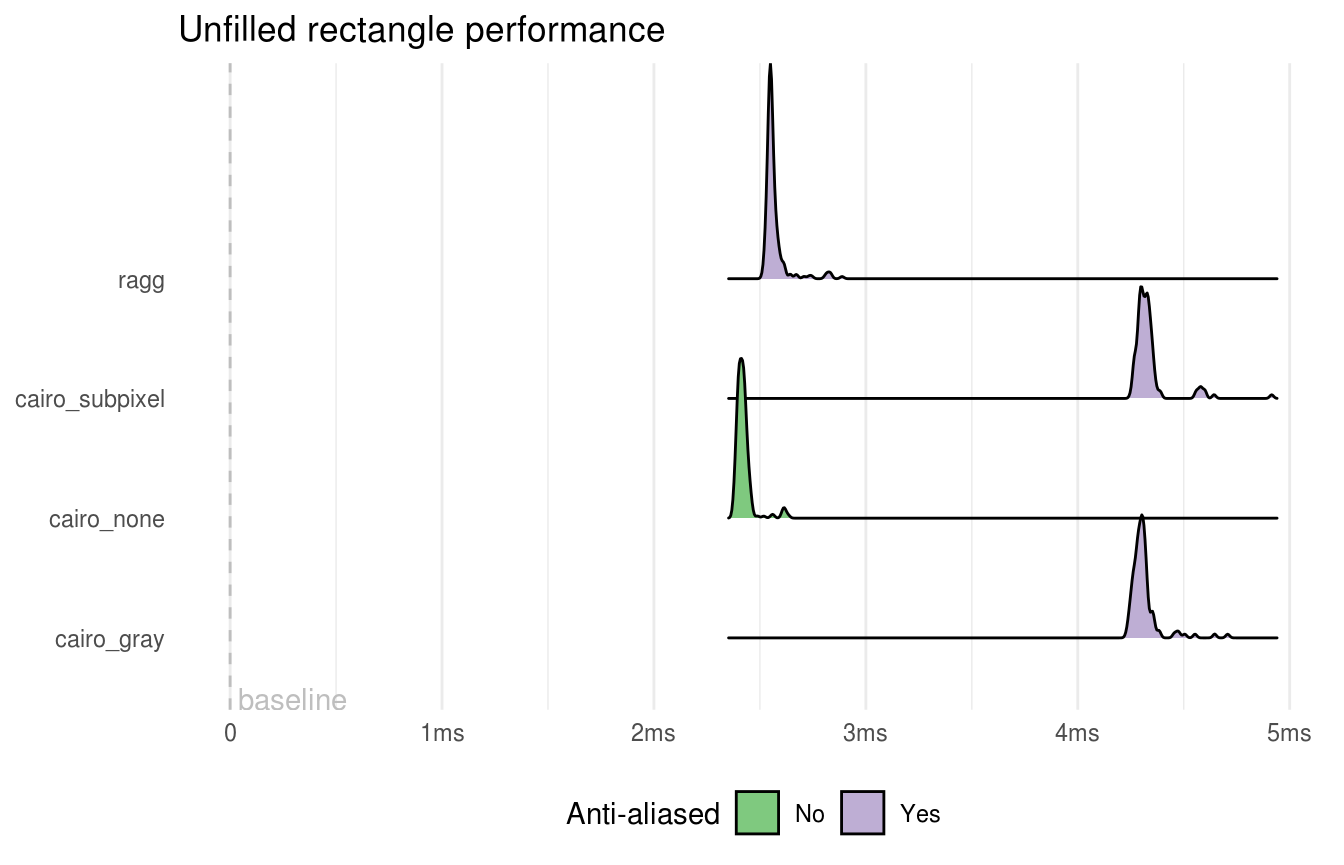 Unfilled rectangle performance
ragg
cairo_subpixel
cairo_none
cairo_gray
baseline
0 1ms 2ms 3ms 4ms 5ms
Anti-aliased No Yes